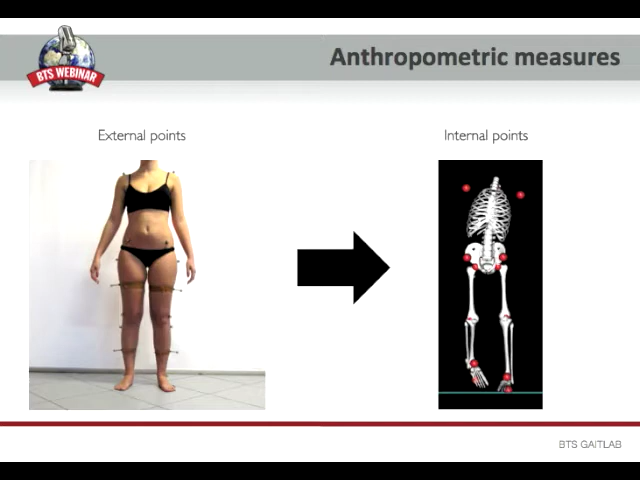 BTS WEBINAR
Anthropometric measures
External points
Internal points
BTS GAITLAB